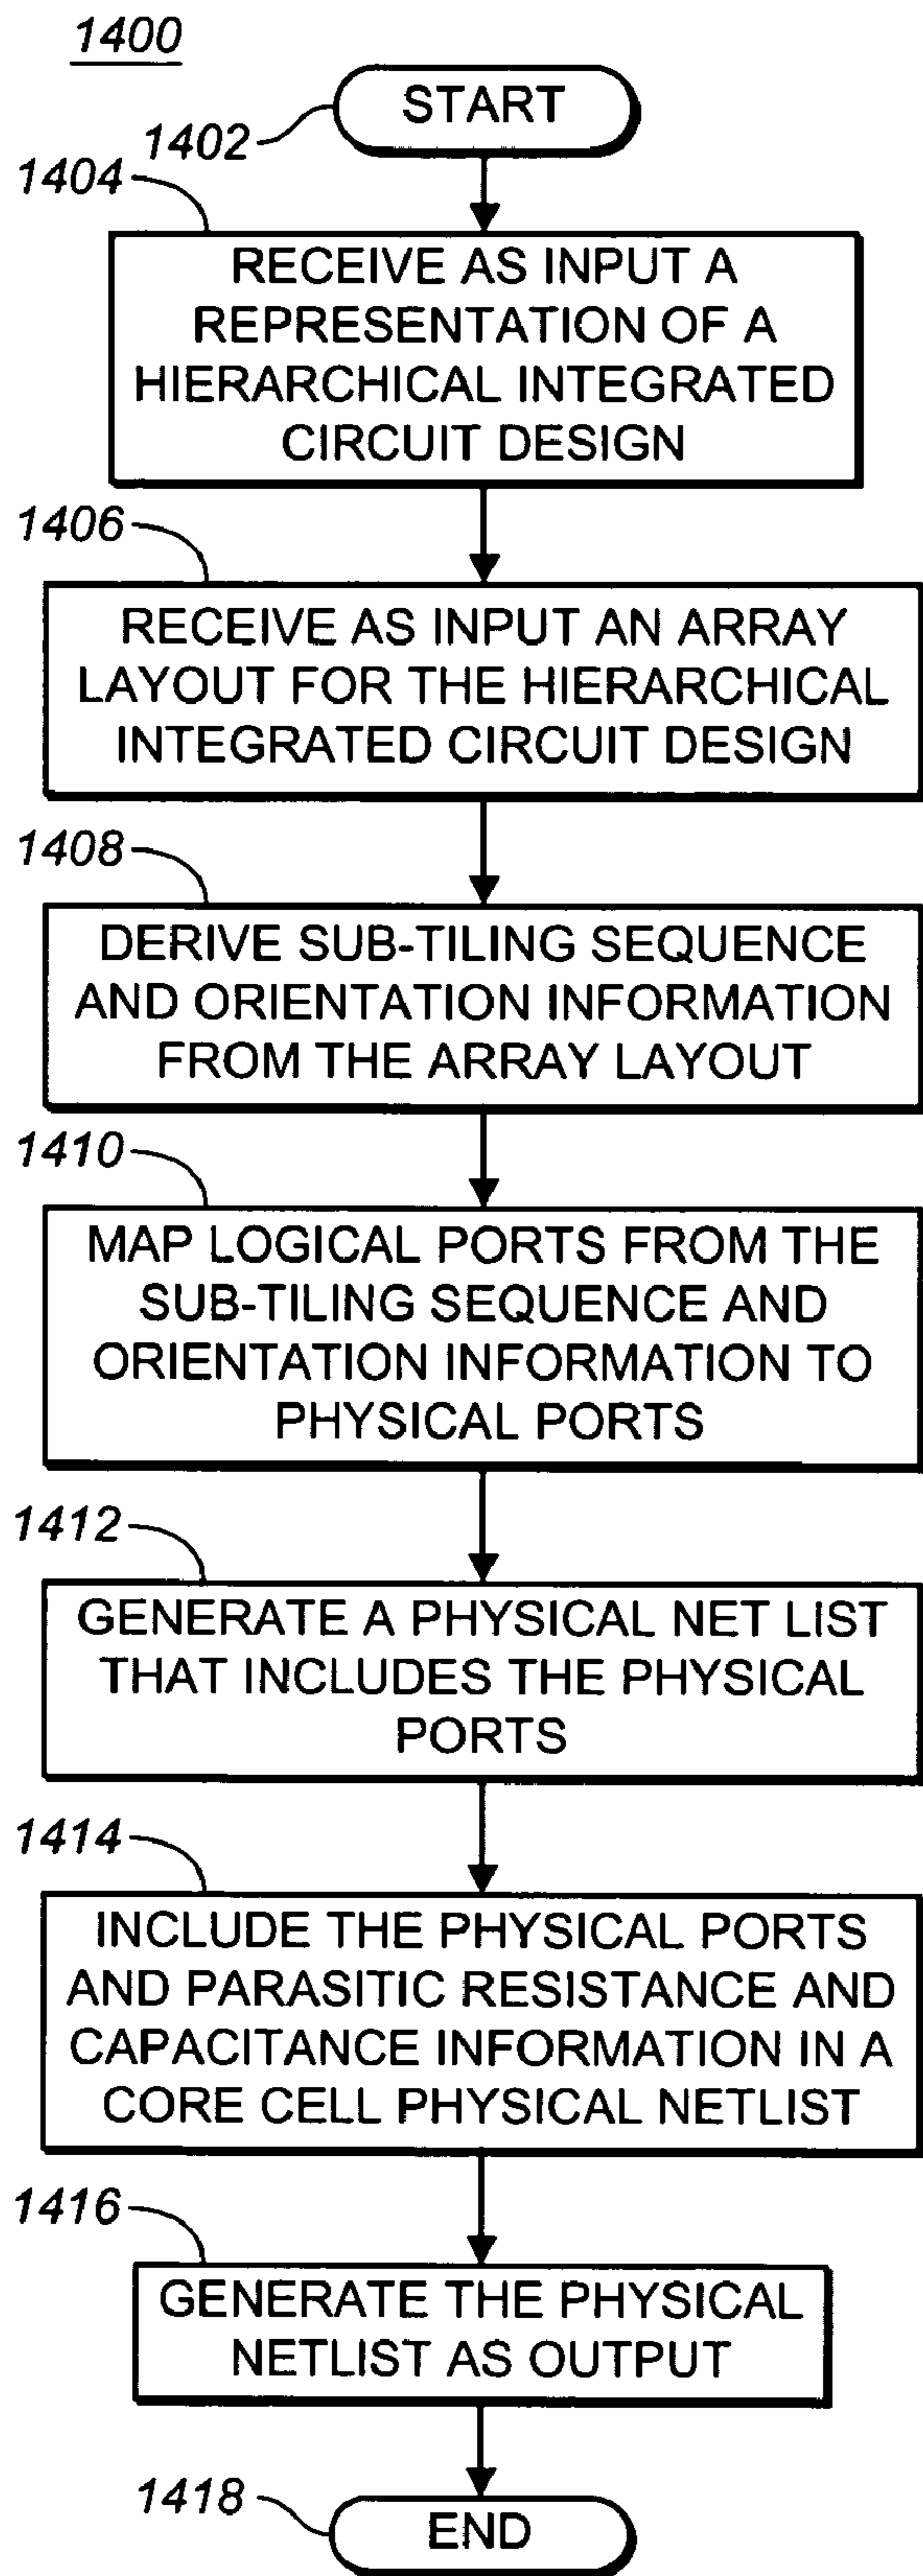 1400
START
1402
1404
RECEIVE AS INPUT A
REPRESENTATION OF A
HIERARCHICAL INTEGRATED
CIRCUIT DESIGN
1406
RECEIVE AS INPUT AN ARRAY
LAYOUT FOR THE HIERARCHICAL
INTEGRATED CIRCUIT DESIGN
1408
DERIVE SUB-TILING SEQUENCE
AND ORIENTATION INFORMATION
FROM THE ARRAY LAYOUT
1410
MAP LOGICAL PORTS FROM THE
SUB-TILING SEQUENCE AND
ORIENTATION INFORMATION TO
PHYSICAL PORTS
1412
GENERATE A PHYSICAL NET LIST
THAT INCLUDES THE PHYSICAL
PORTS
1414
INCLUDE THE PHYSICAL PORTS
AND PARASITIC RESISTANCE AND
CAPACITANCE INFORMATION IN A
CORE CELL PHYSICAL NETLIST
1416
GENERATE THE PHYSICAL
NETLIST AS OUTPUT
1418
END